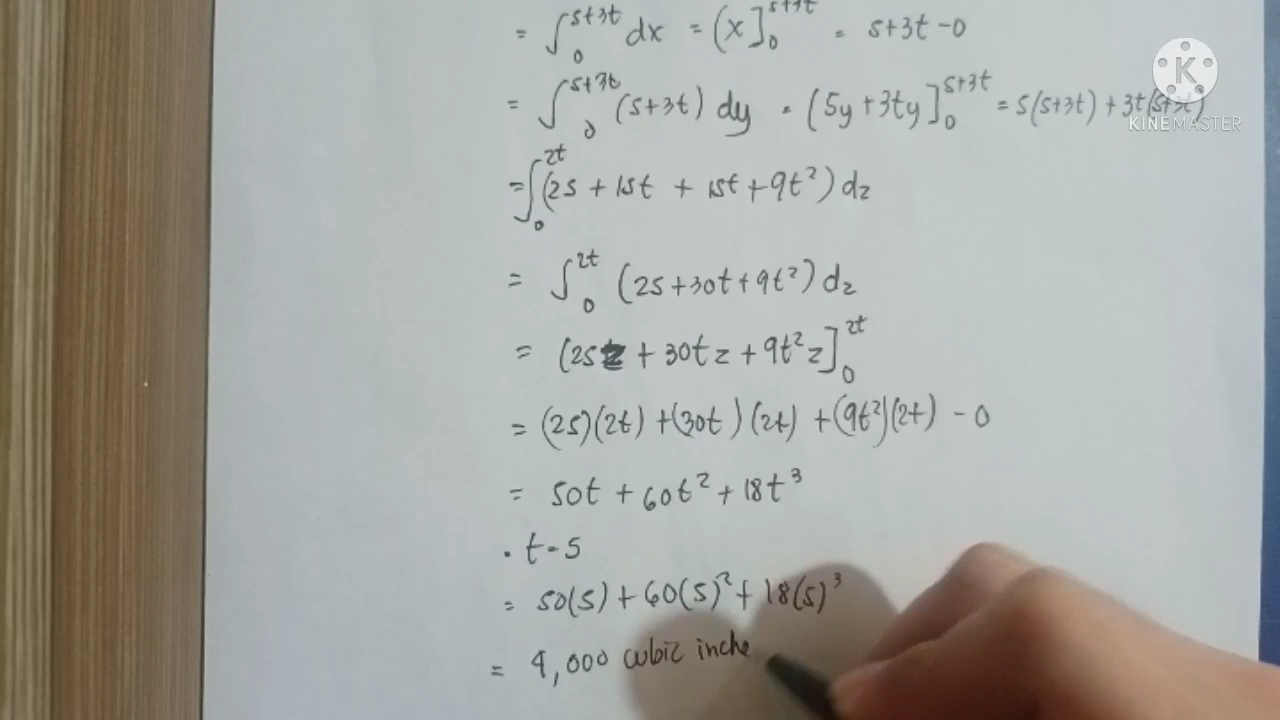 = ∫₀^{5+3t} dx = (x]₀^{5+3t} = 5+3t-0
= ∫₀^{5+3t} (5+3t) dy = (5y+3ty]₀^{5+3t} = 5(5+3t) + 3t(5+3t)
KINEMASTER
= ∫₀^{2t} (25 + 15t + 15t + 9t²) dz
= ∫₀^{2t} (25+30t+9t²) dz
= (25z + 30tz + 9t²z]₀^{2t}
= (25)(2t) + (30t)(2t) + (9t²)(2t) - 0
= 50t + 60t² + 18t³
. t=5
= 50(5) + 60(5)² + 18(5)³
= 4,000 cubic inche